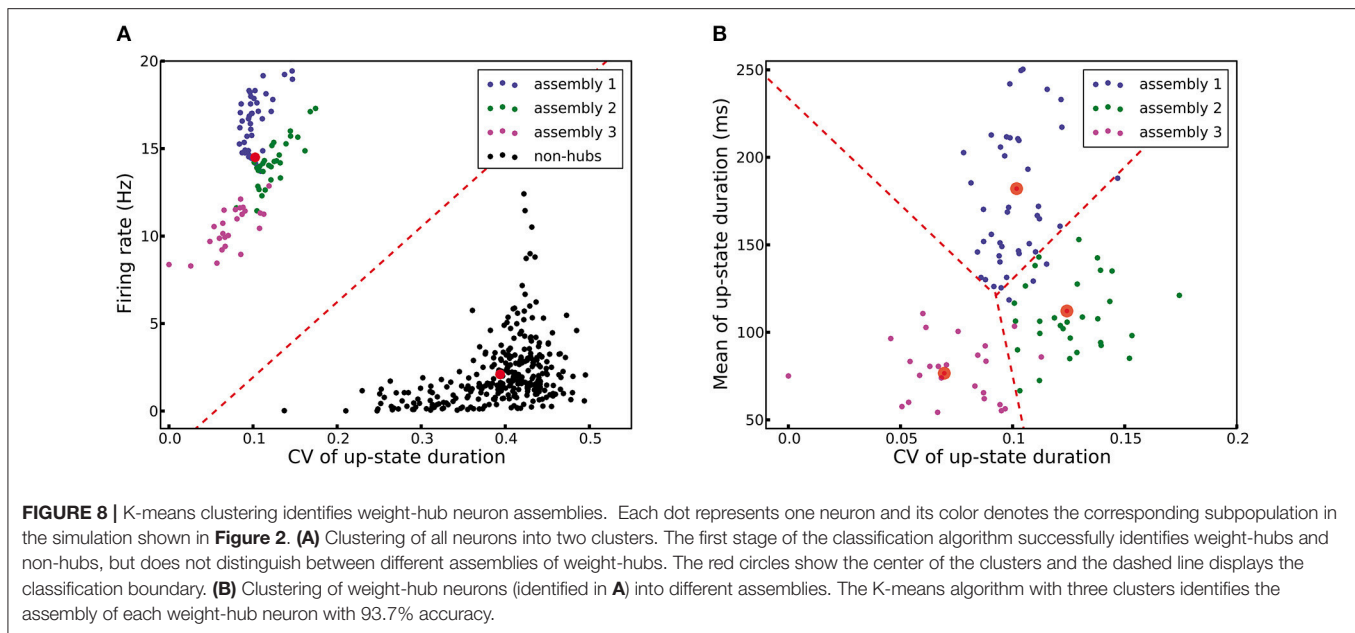 A
20
15
10
5
0
Firing rate (Hz)
0.0
0.1
0.2
0.3
0.4
0.5
CV of up-state duration
assembly 1
assembly 2
assembly 3
non-hubs
B
250
200
150
100
50
Mean of up-state duration (ms)
0.0
0.05
0.1
0.15
0.2
CV of up-state duration
assembly 1
assembly 2
assembly 3
FIGURE 8 | K-means clustering identifies weight-hub neuron assemblies. Each dot represents one neuron and its color denotes the corresponding subpopulation in
the simulation shown in Figure 2. (A) Clustering of all neurons into two clusters. The first stage of the classification algorithm successfully identifies weight-hubs and
non-hubs, but does not distinguish between different assemblies of weight-hubs. The red circles show the center of the clusters and the dashed line displays the
classification boundary. (B) Clustering of weight-hub neurons (identified in A) into different assemblies. The K-means algorithm with three clusters identifies the
assembly of each weight-hub neuron with 93.7% accuracy.